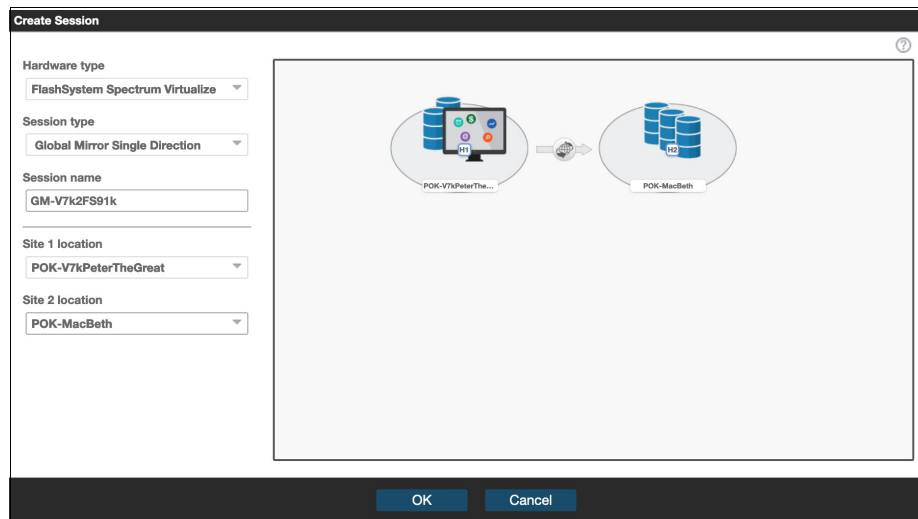 Create Session
?
Hardware type
FlashSystem Spectrum Virtualize
Session type
Global Mirror Single Direction
Session name
GM-V7k2FS91k
Site 1 location
POK-V7kPeterTheGreat
Site 2 location
POK-MacBeth
$
H1
H2
POK-V7kPeterThe...
POK-MacBeth
OK
Cancel